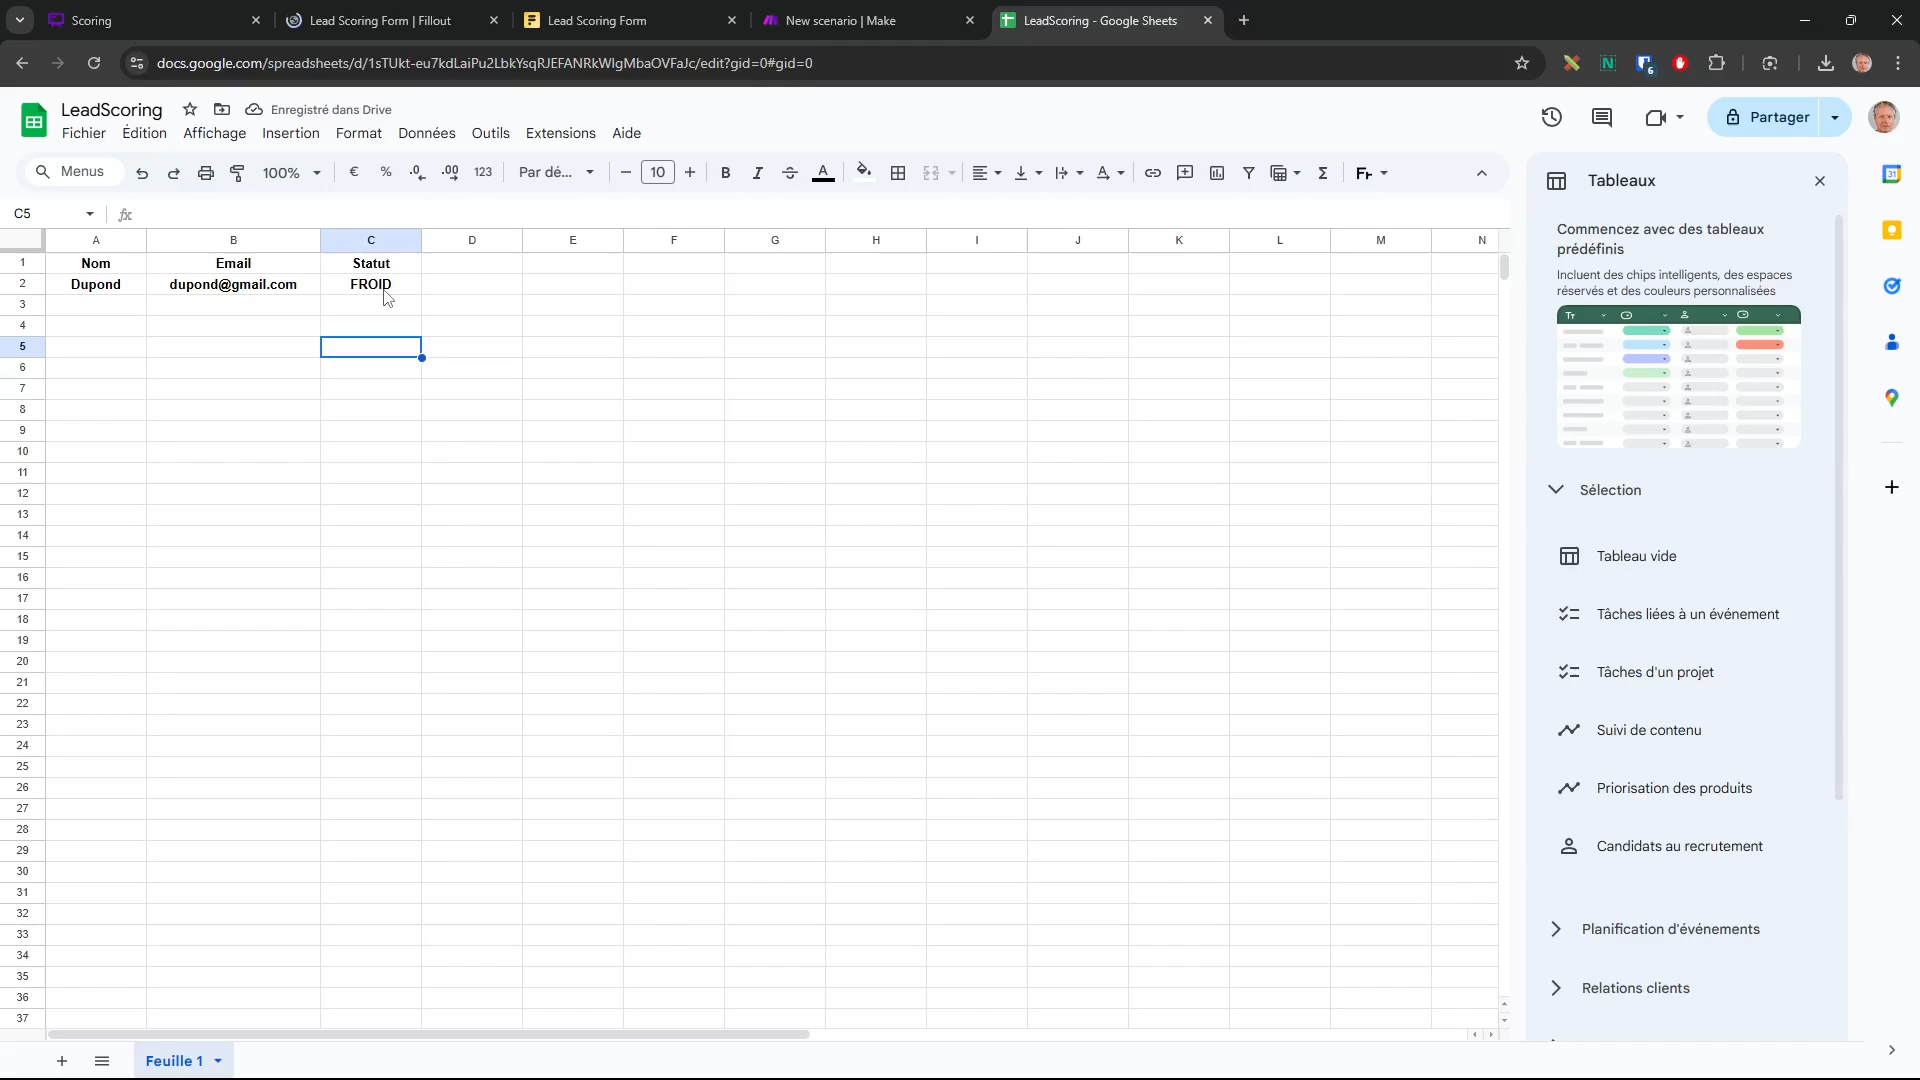 Scoring
Lead Scoring Form | Fillout
Lead Scoring Form
New scenario | Make
LeadScoring - Google Sheets
docs.google.com/spreadsheets/d/1sTUkt-eu7kdLaiPu2LbkYsqRJEFANRkWIgMbaOVFaJc/edit?gid=0#gid=0
6
LeadScoring
Enregistré dans Drive
Fichier Édition Affichage Insertion Format Données Outils Extensions Aide
Partager
31
Menus
100%
€ % .0 .00 123
Par dé...
10
B I A
Σ
Fr
C5
fx
A B C D E F G H I J K L M N
1 Nom Email Statut
2 Dupond dupond@gmail.com FROID
3
4
5
6
7
8
9
10
11
12
13
14
15
16
17
18
19
20
21
22
23
24
25
26
27
28
29
30
31
32
33
34
35
36
37
Feuille 1
Tableaux
Commencez avec des tableaux
prédéfinis
Incluent des chips intelligents, des espaces
réservés et des couleurs personnalisées
Tr
Sélection
Tableau vide
Tâches liées à un événement
Tâches d'un projet
Suivi de contenu
Priorisation des produits
Candidats au recrutement
Planification d'événements
Relations clients